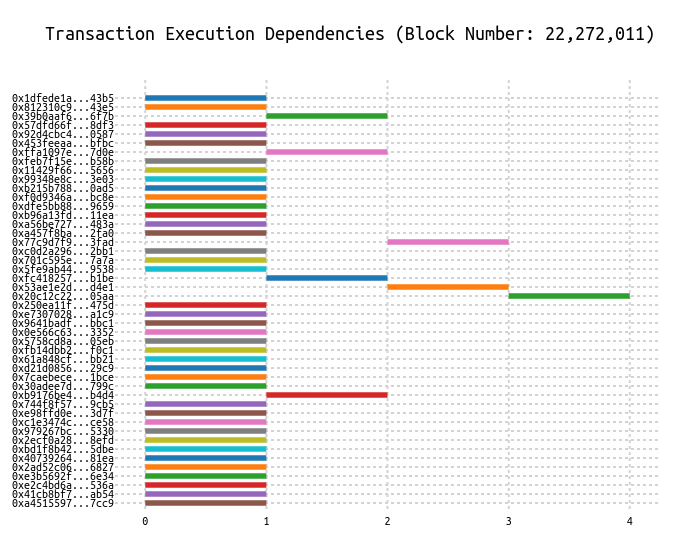 Transaction Execution Dependencies (Block Number: 22,272,011)
0x1dfede1a...43b5
0x812310c9...43e5
0x39b0aaf6...6f7b
0x57dfd66f...8df3
0x92d4cbc4...0587
0x453feeaa...bfbc
0xffa1097e...7d0e
0xfeb7f15e...b58b
0x11429f66...5656
0x99348e8c...3e03
0xb215b788...0ad5
0xf0d9346a...bc8e
0xdfe5bb88...9659
0xb96a13fd...11ea
0xa56be727...483a
0xa457f8ba...2fa0
0x77c9d7f9...3fad
0xc0d2a296...2bb1
0x701c595e...7a7a
0x5fe9ab44...9538
0xfc418257...b1be
0x53ae1e2d...d4e1
0x20c12c22...05aa
0x250ea11f...475d
0xe7307028...a1c9
0x9641badf...bbc1
0x0e566c63...3352
0x5758cd8a...05eb
0xfb14dbb2...f0c1
0x61a848cf...bb21
0xd21d0856...29c9
0x7caebece...1bce
0x30adee7d...799c
0xb9176be4...b4d4
0x744f8f57...9cb5
0xe98ffd0e...3d7f
0xc1e3474c...ce58
0x979267bc...5330
0x2ecf0a28...8efd
0xbd1f8b42...5dbe
0x40739264...81ea
0x2ad52c06...6827
0xe3b5692f...6e34
0xe2c4bd6a...536a
0x41cb8bf7...ab54
0xa4515597...7cc9
0 1 2 3 4